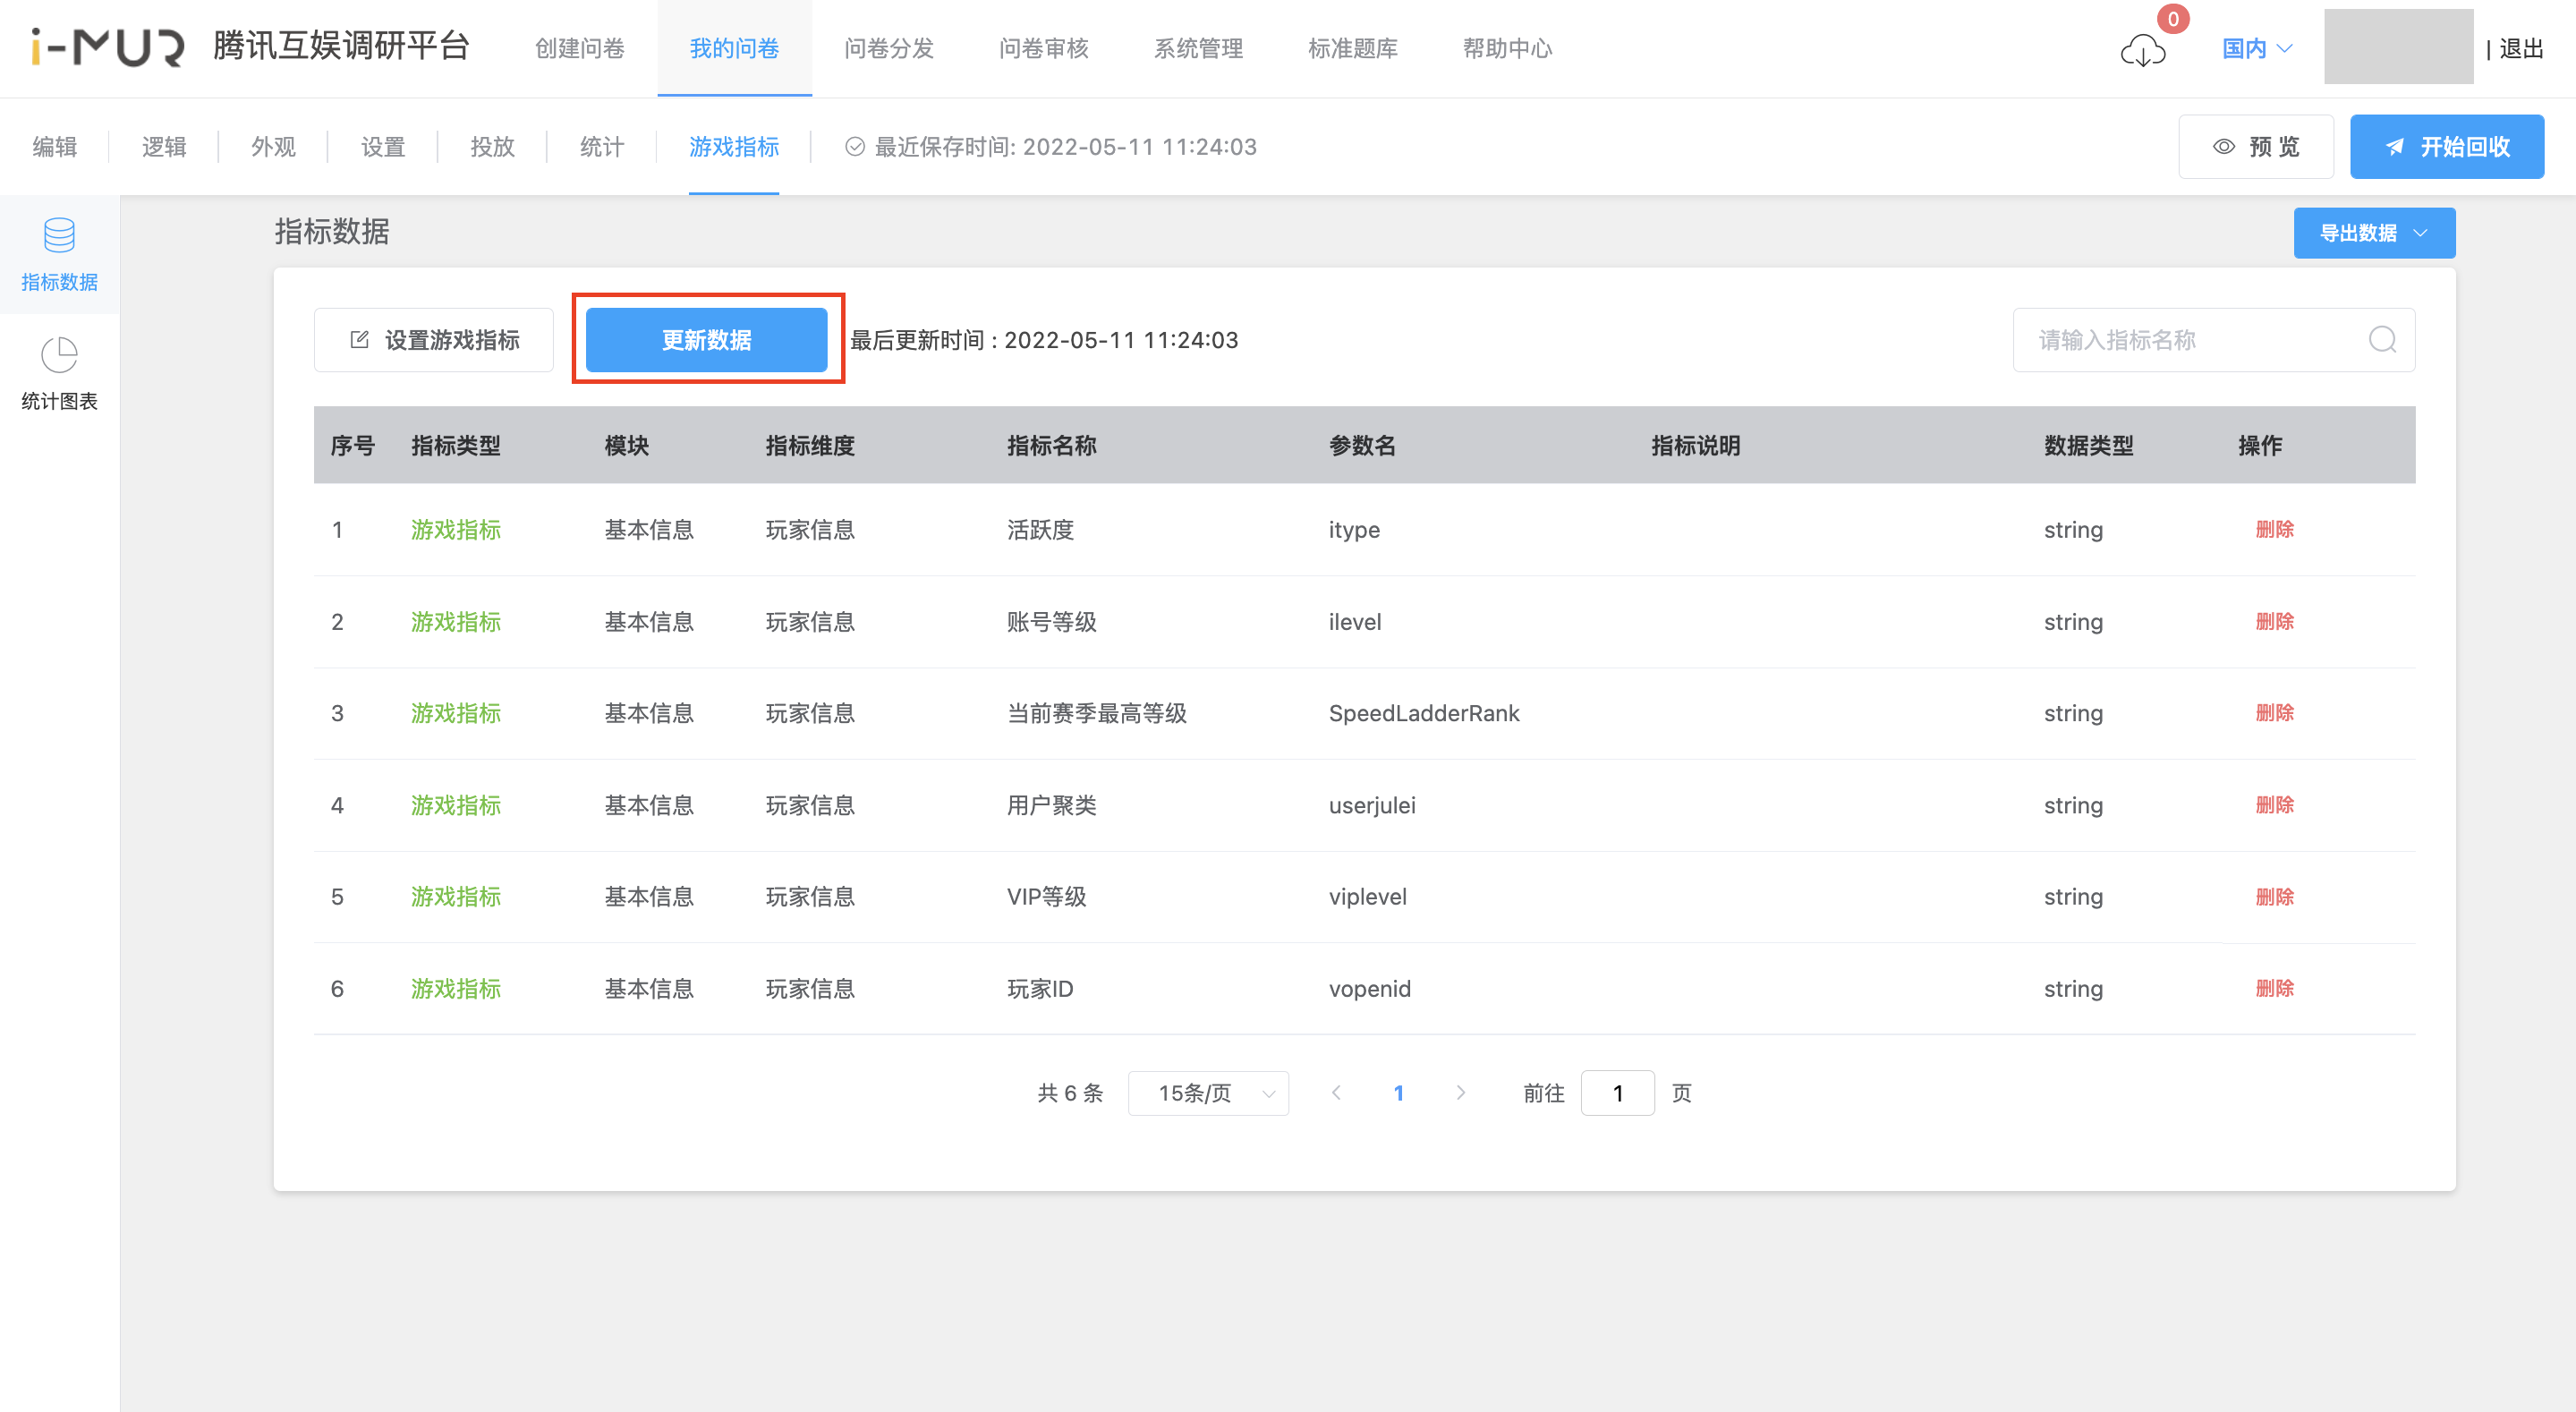 i-MUR 腾讯互娱调研平台 创建问卷 我的问卷 问卷分发 问卷审核 系统管理 标准题库 帮助中心 0 国内 | 退出
编辑 逻辑 外观 设置 投放 统计 游戏指标 最近保存时间: 2022-05-11 11:24:03 预 览 开始回收
指标数据
统计图表
指标数据 导出数据
设置游戏指标 更新数据 最后更新时间 : 2022-05-11 11:24:03 请输入指标名称
序号 指标类型 模块 指标维度 指标名称 参数名 指标说明 数据类型 操作
1 游戏指标 基本信息 玩家信息 活跃度 itype string 删除
2 游戏指标 基本信息 玩家信息 账号等级 ilevel string 删除
3 游戏指标 基本信息 玩家信息 当前赛季最高等级 SpeedLadderRank string 删除
4 游戏指标 基本信息 玩家信息 用户聚类 userjulei string 删除
5 游戏指标 基本信息 玩家信息 VIP等级 viplevel string 删除
6 游戏指标 基本信息 玩家信息 玩家ID vopenid string 删除
共 6 条 15条/页 1 前往 1 页